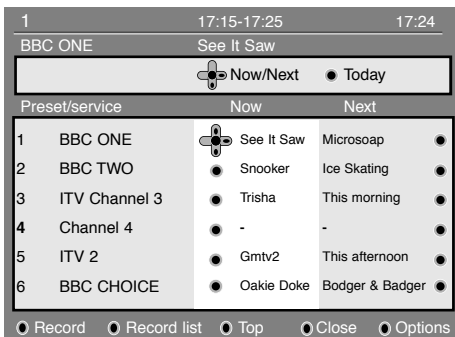 1 17:15-17:25 17:24
BBC ONE See It Saw
Now/Next Today
Preset/service Now Next
1 BBC ONE See It Saw Microsoap
2 BBC TWO Snooker Ice Skating
3 ITV Channel 3 Trisha This morning
4 Channel 4 - -
5 ITV 2 Gmtv2 This afternoon
6 BBC CHOICE Oakie Doke Bodger & Badger
Record Record list Top Close Options